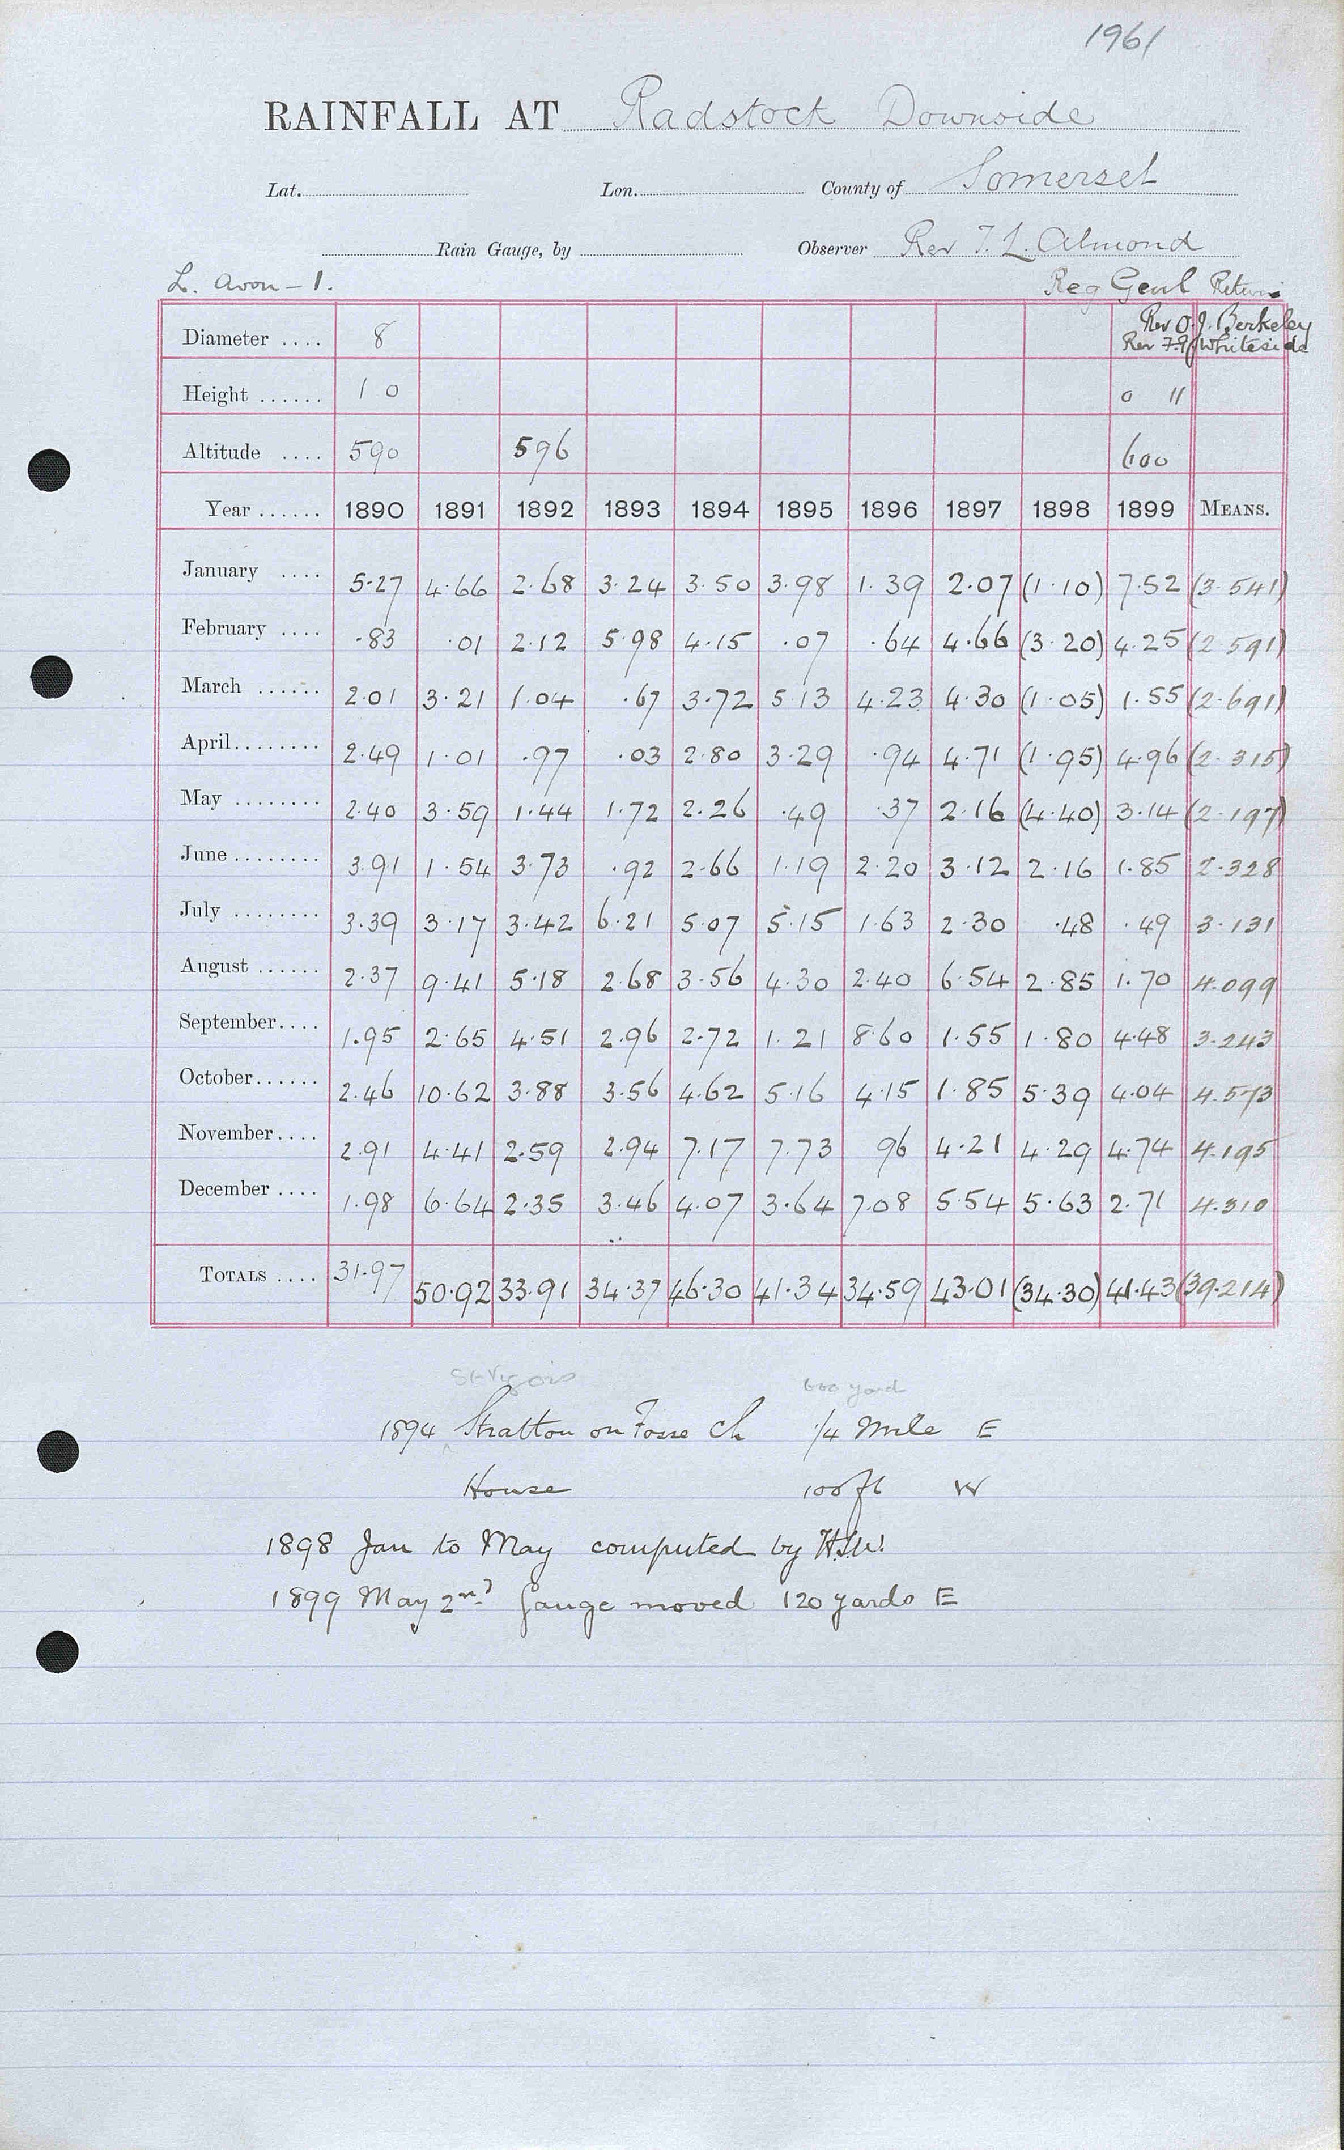 1961
RAINFALL AT Radstock Downside
Lat. Lon. County of Somerset
Rain Gauge, by Observer Rev T. L. Almond
L. Avon - 1. Reg Genl Returns
Rev O.J. Berkeley
Diameter .... 8 Rev F.A. Whiteside
Height ...... 1 0 0 11
Altitude .... 590 596 600
Year ...... 1890 1891 1892 1893 1894 1895 1896 1897 1898 1899 MEANS.
January .... 5.27 4.66 2.68 3.24 3.50 3.98 1.39 2.07 (1.10) 7.52 (3.541)
February .... .83 .01 2.12 5.98 4.15 .07 .64 4.66 (3.20) 4.25 (2.591)
March ...... 2.01 3.21 1.04 .67 3.72 5.13 4.23 4.30 (1.05) 1.55 (2.691)
April ........ 2.49 1.01 .97 .03 2.80 3.29 .94 4.71 (1.95) 4.96 (2.315)
May ........ 2.40 3.59 1.44 1.72 2.26 .49 .37 2.16 (4.40) 3.14 (2.197)
June ........ 3.91 1.54 3.73 .92 2.66 1.19 2.20 3.12 2.16 1.85 2.328
July ........ 3.39 3.17 3.42 6.21 5.07 5.15 1.63 2.30 .48 .49 3.131
August ...... 2.37 9.41 5.18 2.68 3.56 4.30 2.40 6.54 2.85 1.70 4.099
September.... 1.95 2.65 4.51 2.96 2.72 1.21 8.60 1.55 1.80 4.48 3.243
October...... 2.46 10.62 3.88 3.56 4.62 5.16 4.15 1.85 5.39 4.04 4.573
November.... 2.91 4.41 2.59 2.94 7.17 7.73 96 4.21 4.29 4.74 4.195
December .... 1.98 6.64 2.35 3.46 4.07 3.64 7.08 5.54 5.63 2.71 4.310
TOTALS .... 31.97 50.92 33.91 34.37 46.30 41.34 34.59 43.01 (34.30) 41.43 (39.214)
St Vigois 600 yard
1894 Stratton on Fosse Ch 1/4 Mile E
House 100 ft W
1898 Jan to May computed by H.S.W.
1899 May 2nd Gauge moved 120 yards E